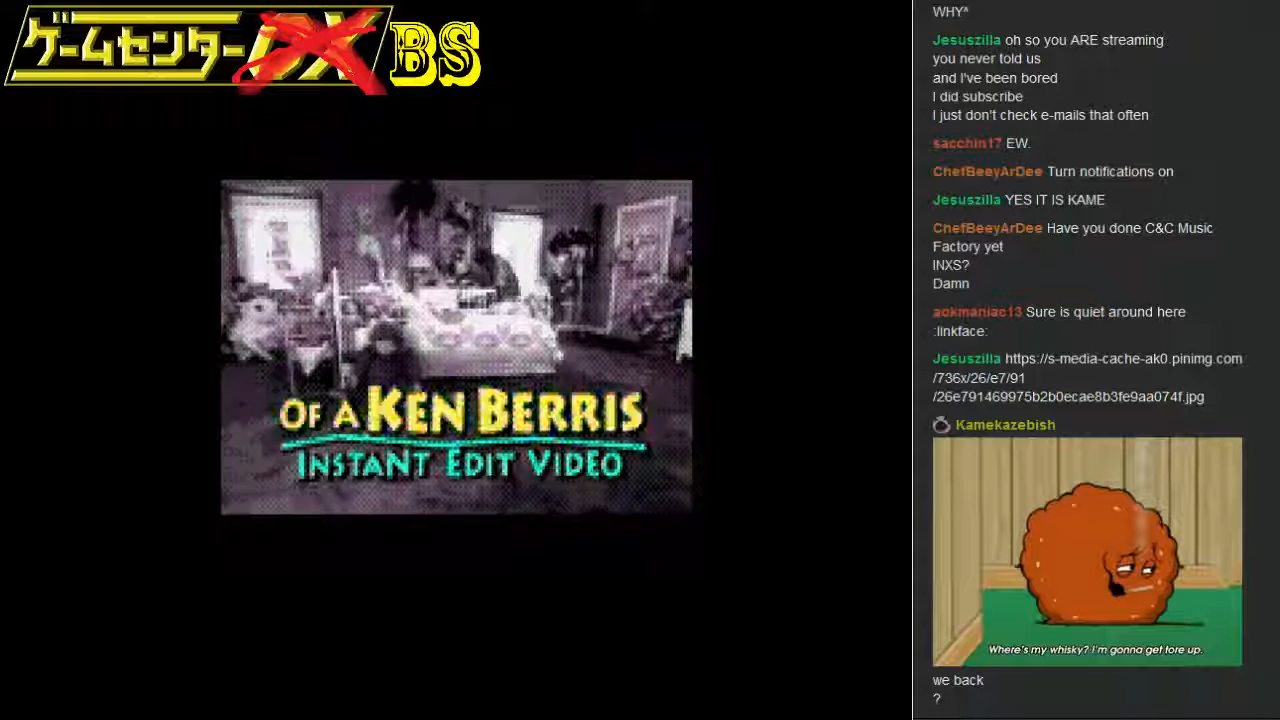 ゲームセンターDX BS
OF A KEN BERRIS
INSTANT EDIT VIDEO
WHY*
Jesuszilla oh so you ARE streaming
you never told us
and I've been bored
I did subscribe
I just don't check e-mails that often
sacchin17 EW.
ChefBeeyArDee Turn notifications on
Jesuszilla YES IT IS KAME
ChefBeeyArDee Have you done C&C Music
Factory yet
INXS?
Damn
aokmaniac13 Sure is quiet around here
:linkface:
Jesuszilla https://s-media-cache-ak0.pinimg.com
/736x/26/e7/91
/26e791469975b2b0ecae8b3fe9aa074f.jpg
Kamekazebish
Where's my whisky? I'm gonna get tore up.
we back
?